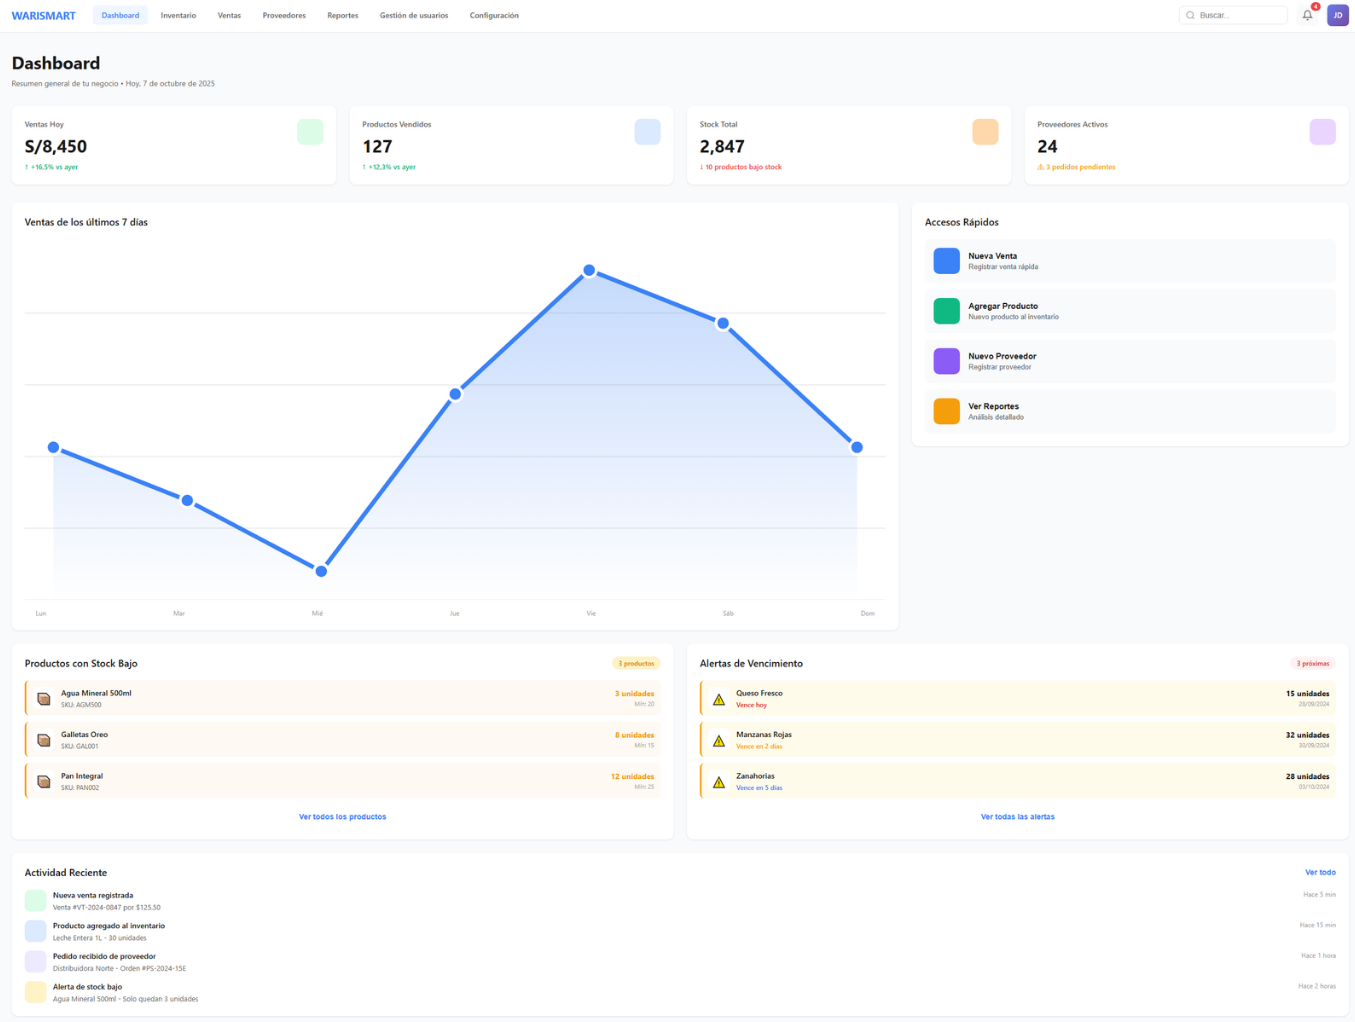 WARISMART Dashboard Inventario Ventas Proveedores Reportes Gestión de usuarios Configuración Buscar... 4 JD
Dashboard
Resumen general de tu negocio • Hoy, 7 de octubre de 2025
Ventas Hoy
S/8,450
↑ +16,5% vs ayer
Productos Vendidos
127
↑ +12,3% vs ayer
Stock Total
2,847
↓ 10 productos bajo stock
Proveedores Activos
24
⚠ 3 pedidos pendientes
Ventas de los últimos 7 días
Lun Mar Mié Jue Vie Sáb Dom
Accesos Rápidos
Nueva Venta
Registrar venta rápida
Agregar Producto
Nuevo producto al inventario
Nuevo Proveedor
Registrar proveedor
Ver Reportes
Análisis detallado
Productos con Stock Bajo 3 productos
Agua Mineral 500ml 3 unidades
SKU: AGM500 Mín: 20
Galletas Oreo 8 unidades
SKU: GAL001 Mín: 15
Pan Integral 12 unidades
SKU: PAN002 Mín: 25
Ver todos los productos
Alertas de Vencimiento 3 próximas
Queso Fresco 15 unidades
Vence hoy 28/09/2024
Manzanas Rojas 32 unidades
Vence en 2 días 30/09/2024
Zanahorias 28 unidades
Vence en 5 días 03/10/2024
Ver todas las alertas
Actividad Reciente Ver todo
Nueva venta registrada Hace 5 min
Venta #VT-2024-0847 por $125.50
Producto agregado al inventario Hace 15 min
Leche Entera 1L - 30 unidades
Pedido recibido de proveedor Hace 1 hora
Distribuidora Norte - Orden #PS-2024-15E
Alerta de stock bajo Hace 2 horas
Agua Mineral 500ml - Solo quedan 3 unidades